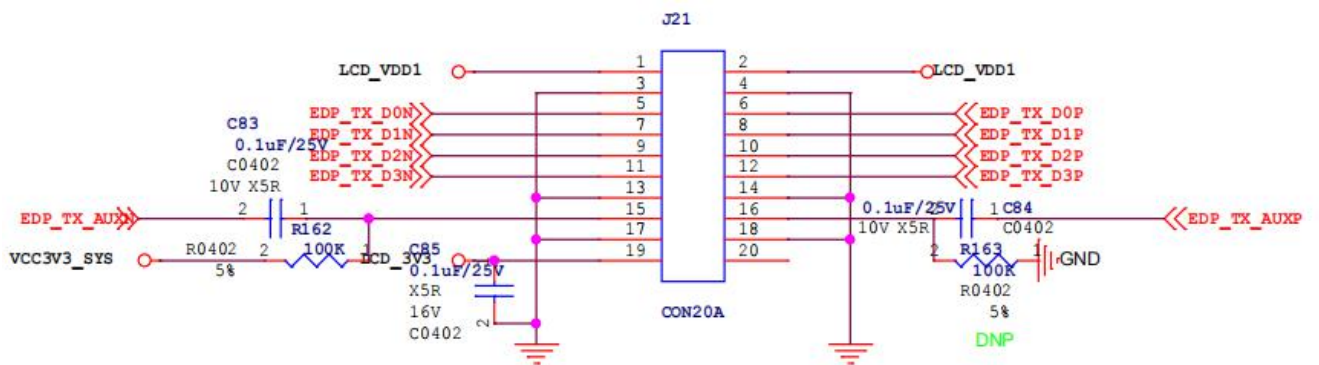 J21
LCD_VDD1 1 2 LCD_VDD1
3 4
EDP_TX_D0N 5 6 EDP_TX_D0P
EDP_TX_D1N 7 8 EDP_TX_D1P
EDP_TX_D2N 9 10 EDP_TX_D2P
EDP_TX_D3N 11 12 EDP_TX_D3P
13 14
15 16
17 18
19 20
CON20A
C83
0.1uF/25V
C0402
10V X5R
EDP_TX_AUXN 2 1
R162
VCC3V3_SYS R0402 2 100K 1
5%
LCD_3V3
C85
0.1uF/25V
X5R
16V
C0402
2
0.1uF/25V 2 1 C84 EDP_TX_AUXP
10V X5R C0402
R163
2 100K 1 GND
R0402
5%
DNP